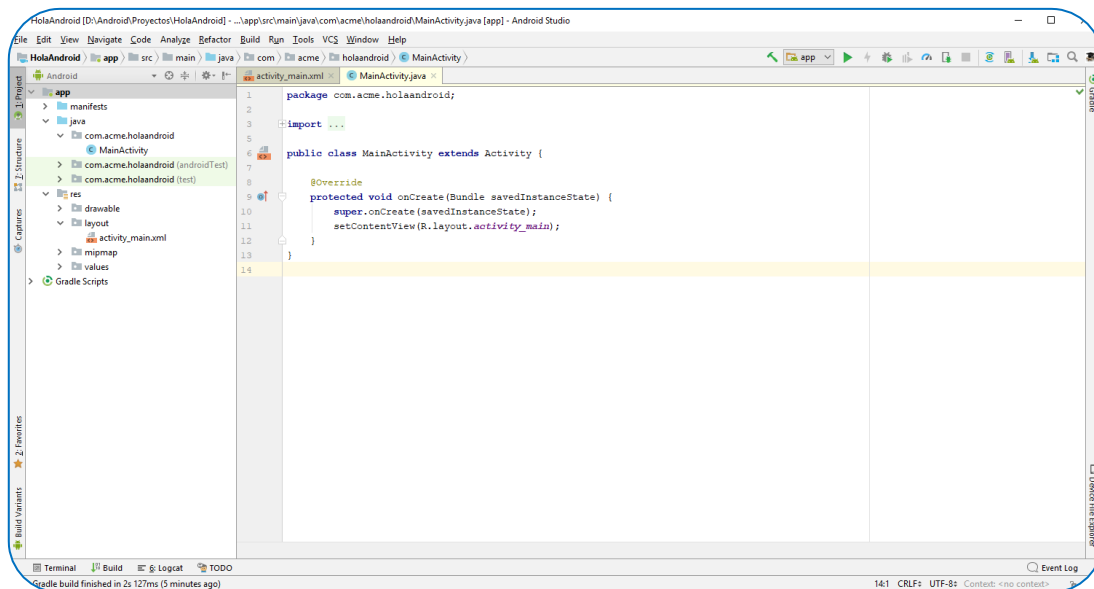 HolaAndroid [D:\Android\Proyectos\HolaAndroid] - ...\app\src\main\java\com\acme\holaandroid\MainActivity.java [app] - Android Studio
File Edit View Navigate Code Analyze Refactor Build Run Tools VCS Window Help
HolaAndroid app src main java com acme holaandroid MainActivity
app
Android
activity_main.xml
MainActivity.java
1: Project
7: Structure
Captures
2: Favorites
Build Variants
app
manifests
java
com.acme.holaandroid
MainActivity
com.acme.holaandroid (androidTest)
com.acme.holaandroid (test)
res
drawable
layout
activity_main.xml
mipmap
values
Gradle Scripts
1 package com.acme.holaandroid;
2
3 import ...
5
6 public class MainActivity extends Activity {
7
8 @Override
9 protected void onCreate(Bundle savedInstanceState) {
10 super.onCreate(savedInstanceState);
11 setContentView(R.layout.activity_main);
12 }
13 }
14
Gradle
Device File Explorer
Terminal Build 6: Logcat TODO
Event Log
Gradle build finished in 2s 127ms (5 minutes ago)
14:1 CRLF UTF-8 Context: <no context>